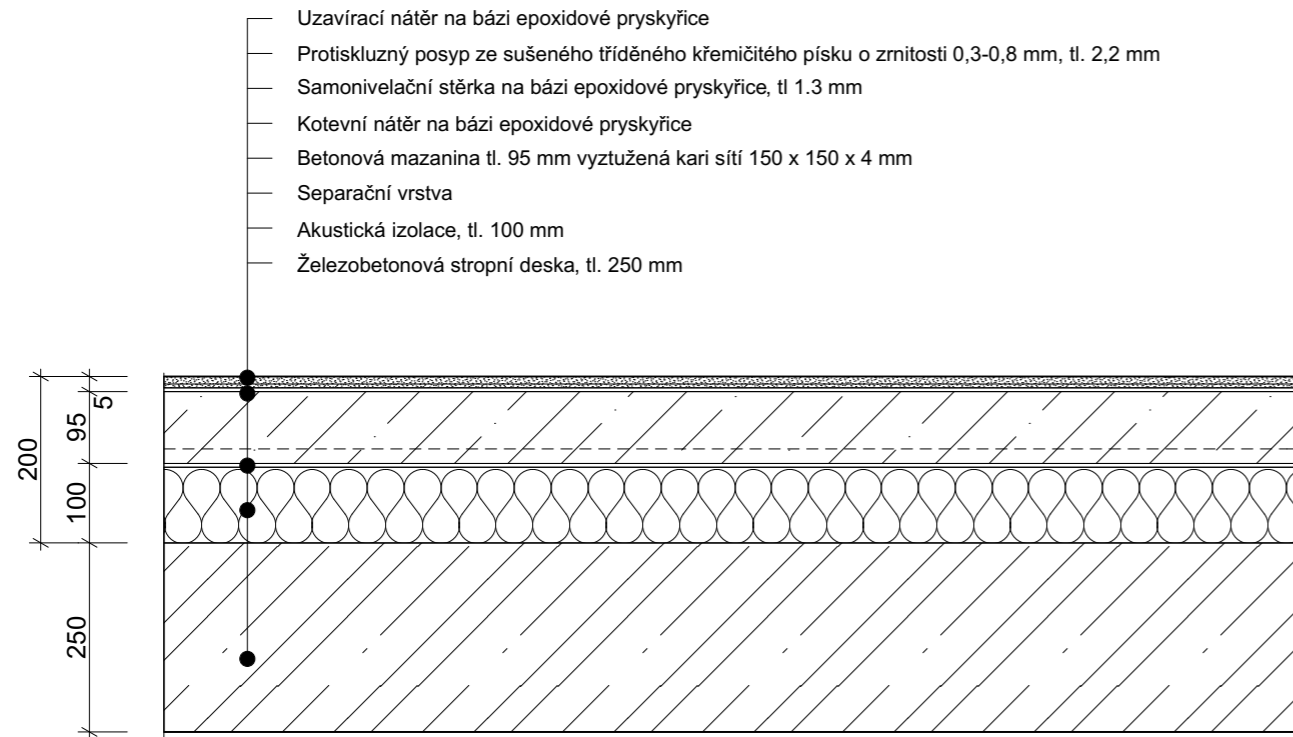 Uzavírací nátěr na bázi epoxidové pryskyřice
Protiskluzný posyp ze sušeného tříděného křemičitého písku o zrnitosti 0,3-0,8 mm, tl. 2,2 mm
Samonivelační stěrka na bázi epoxidové pryskyřice, tl 1.3 mm
Kotevní nátěr na bázi epoxidové pryskyřice
Betonová mazanina tl. 95 mm vyztužená kari sítí 150 x 150 x 4 mm
Separační vrstva
Akustická izolace, tl. 100 mm
Železobetonová stropní deska, tl. 250 mm
5
95
200
100
250